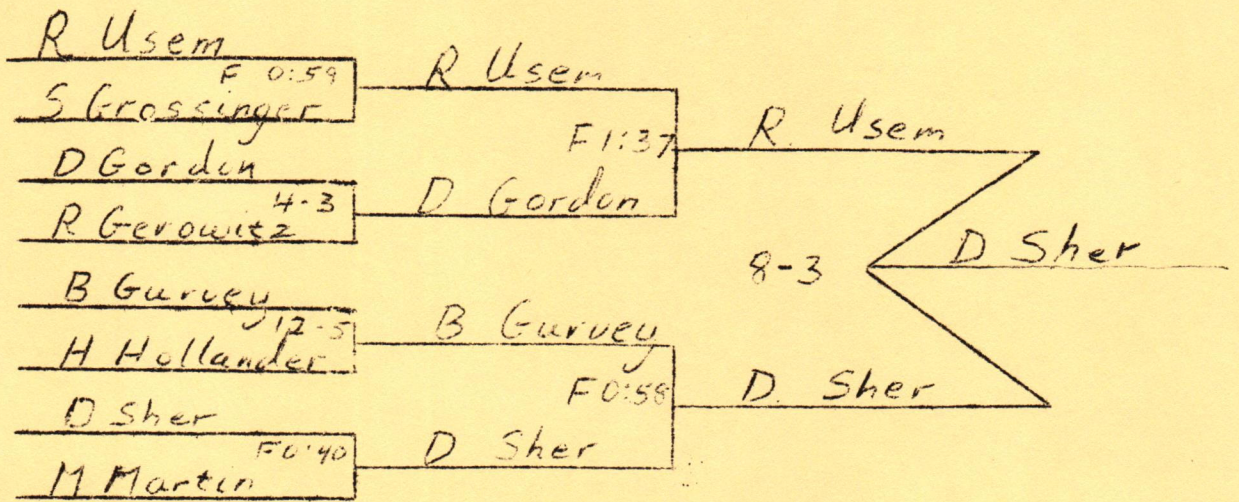 R Usem
F 0:59
S Grossinger
D Gordon
4-3
R Gerowitz
B Gurvey
12-5
H Hollander
D Sher
F 0:40
M Martin
R Usem
F 1:37
D Gordon
B Gurvey
F 0:58
D Sher
R. Usem
8-3
D. Sher
D Sher